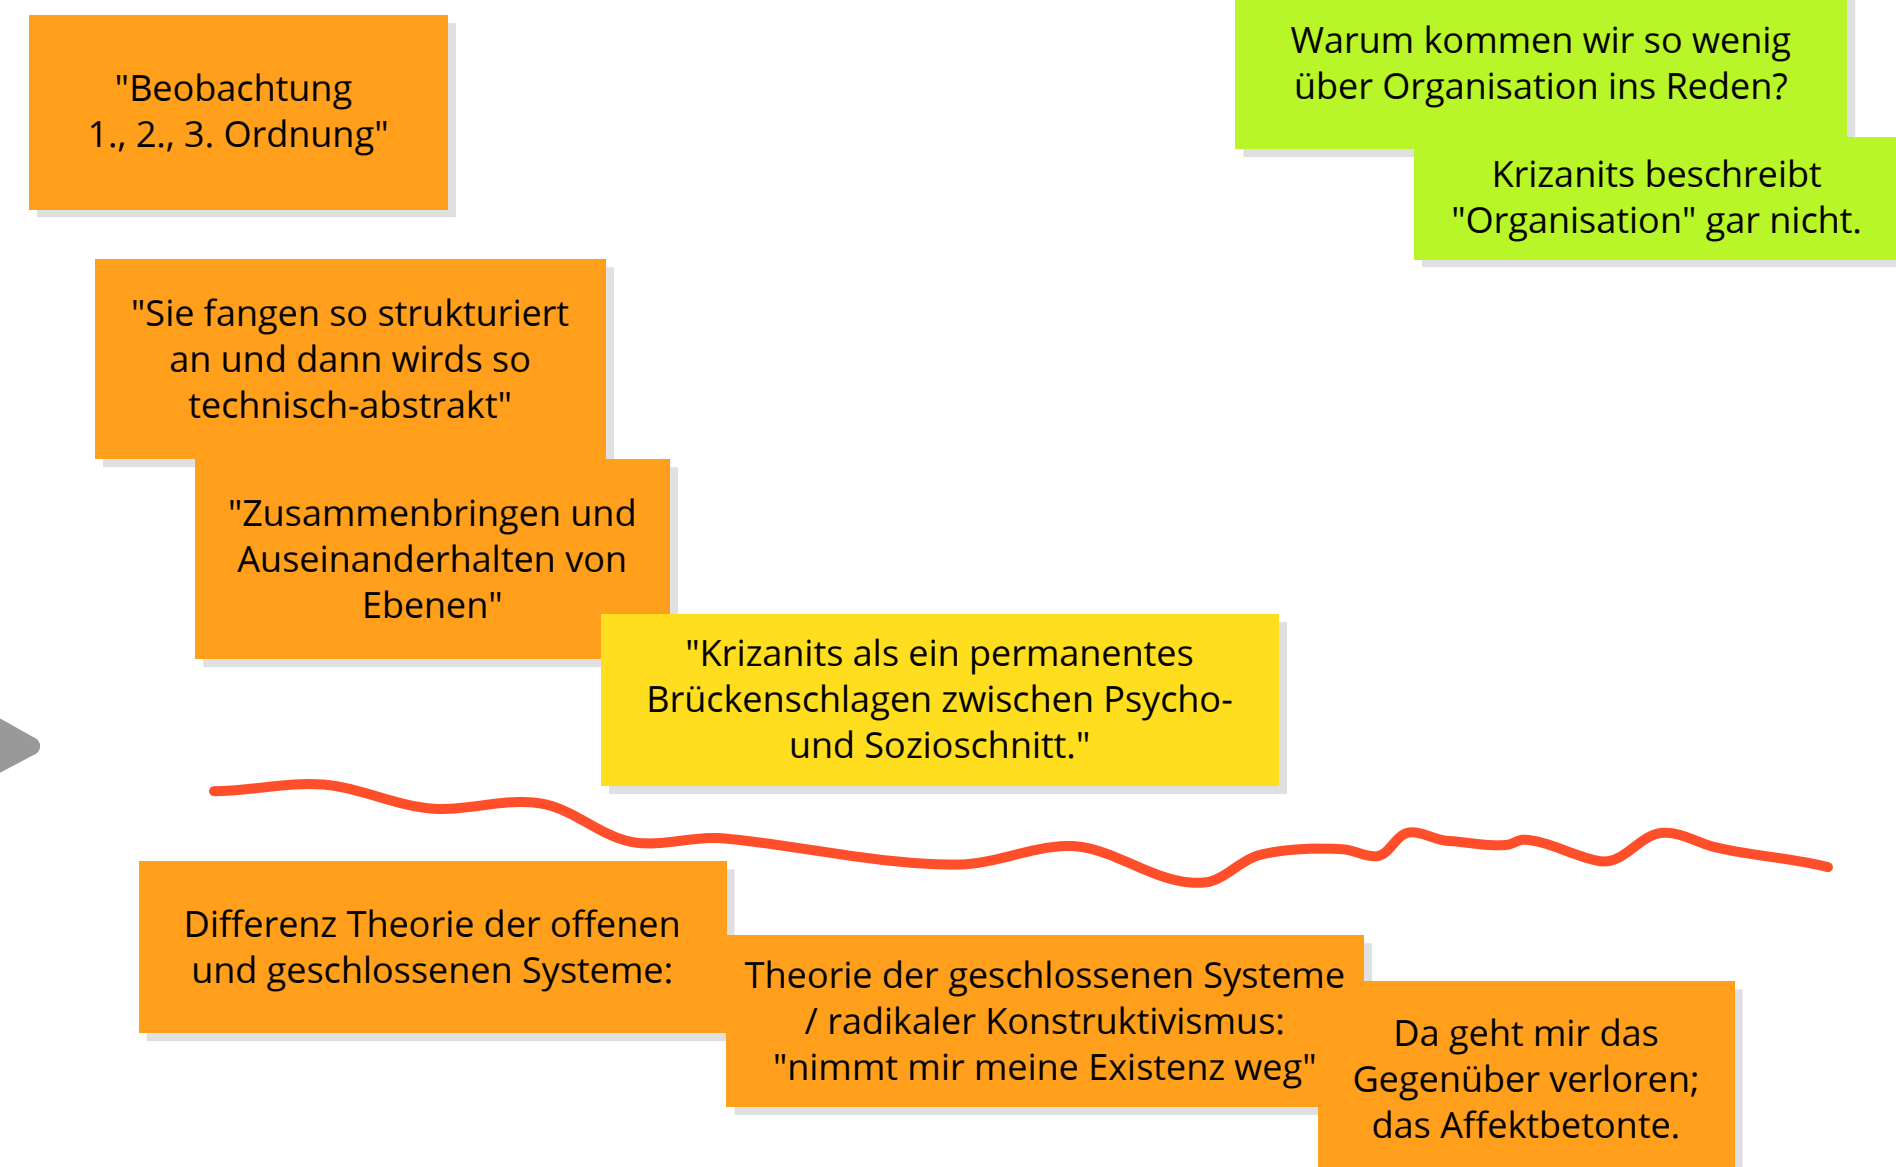 "Beobachtung
1., 2., 3. Ordnung"
Warum kommen wir so wenig
über Organisation ins Reden?
Krizanits beschreibt
"Organisation" gar nicht.
"Sie fangen so strukturiert
an und dann wirds so
technisch-abstrakt"
"Zusammenbringen und
Auseinanderhalten von
Ebenen"
"Krizanits als ein permanentes
Brückenschlagen zwischen Psycho-
und Sozioschnitt."
Differenz Theorie der offenen
und geschlossenen Systeme:
Theorie der geschlossenen Systeme
/ radikaler Konstruktivismus:
"nimmt mir meine Existenz weg"
Da geht mir das
Gegenüber verloren;
das Affektbetonte.